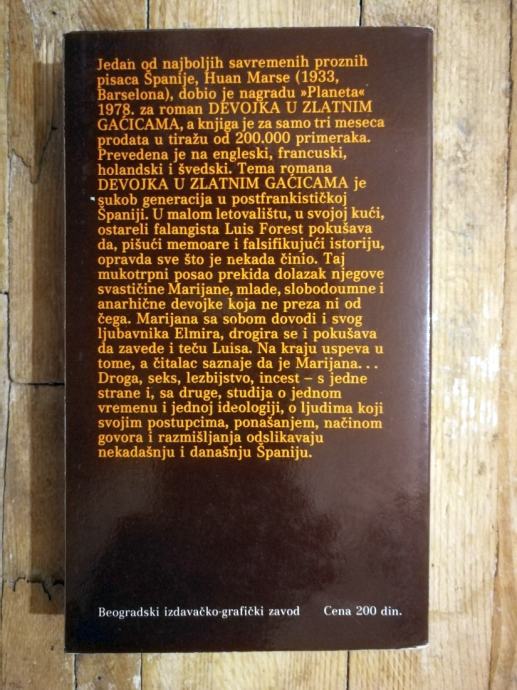 Jedan od najboljih savremenih proznih
pisaca Španije, Huan Marse (1933,
Barselona), dobio je nagradu »Planeta«
1978. za roman DEVOJKA U ZLATNIM
GAĆICAMA, a knjiga je za samo tri meseca
prodata u tiražu od 200.000 primeraka.
Prevedena je na engleski, francuski,
holandski i švedski. Tema romana
DEVOJKA U ZLATNIM GAĆICAMA je
sukob generacija u postfrankističkoj
Španiji. U malom letovalištu, u svojoj kući,
ostareli falangista Luis Forest pokušava
da, pišući memoare i falsifikujući istoriju,
opravda sve što je nekada činio. Taj
mukotrpni posao prekida dolazak njegove
svastičine Marijane, mlade, slobodoumne i
anarhične devojke koja ne preza ni od
čega. Marijana sa sobom dovodi i svog
ljubavnika Elmira, drogira se i pokušava
da zavede i teču Luisa. Na kraju uspeva u
tome, a čitalac saznaje da je Marijana...
Droga, seks, lezbijstvo, incest – s jedne
strane i, sa druge, studija o jednom
vremenu i jednoj ideologiji, o ljudima koji
svojim postupcima, ponašanjem, načinom
govora i razmišljanja odslikavaju
nekadašnju i današnju Španiju.
Beogradski izdavačko-grafički zavod Cena 200 din.